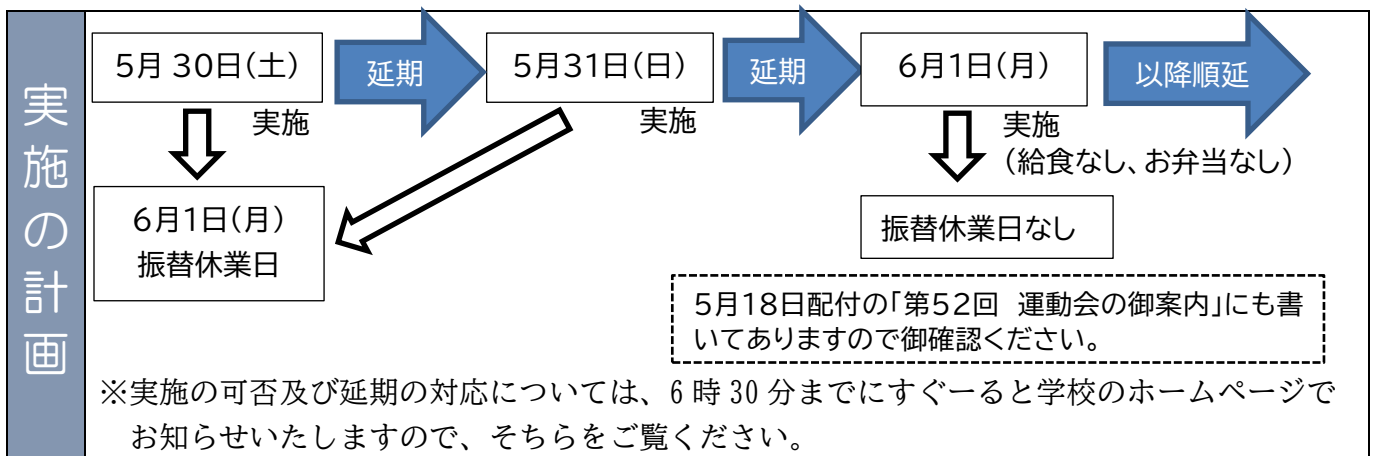 実施の計画
5月30日(土)
延期
5月31日(日)
延期
6月1日(月)
以降順延
実施
実施
実施
(給食なし、お弁当なし)
6月1日(月)
振替休業日
振替休業日なし
5月18日配付の「第52回　運動会の御案内」にも書
いてありますので御確認ください。
※実施の可否及び延期の対応については、6時30分までにすぐーると学校のホームページで
お知らせいたしますので、そちらをご覧ください。